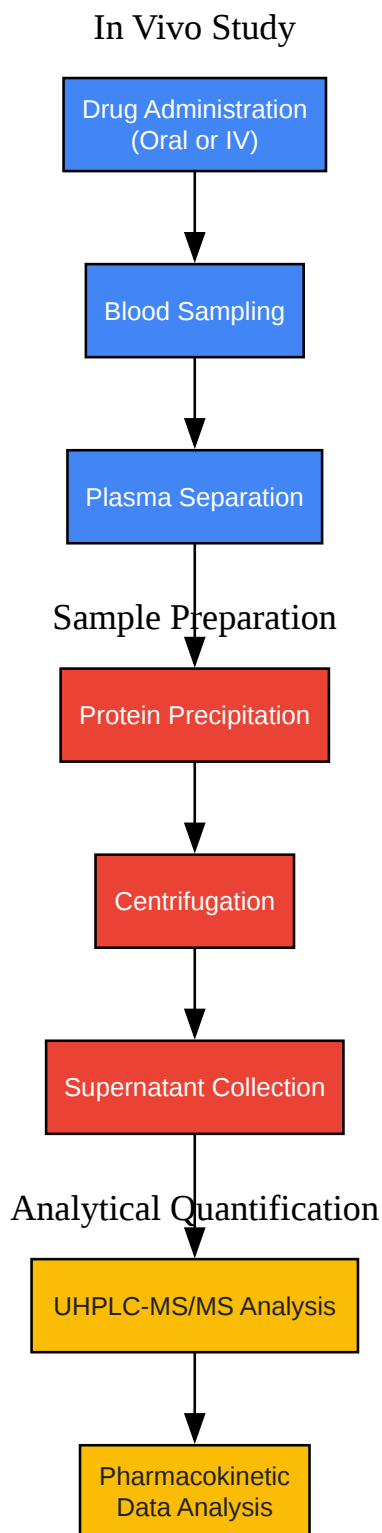 In Vivo Study
Drug Administration
(Oral or IV)
Blood Sampling
Plasma Separation
Sample Preparation
Protein Precipitation
Centrifugation
Supernatant Collection
Analytical Quantification
UHPLC-MS/MS Analysis
Pharmacokinetic
Data Analysis